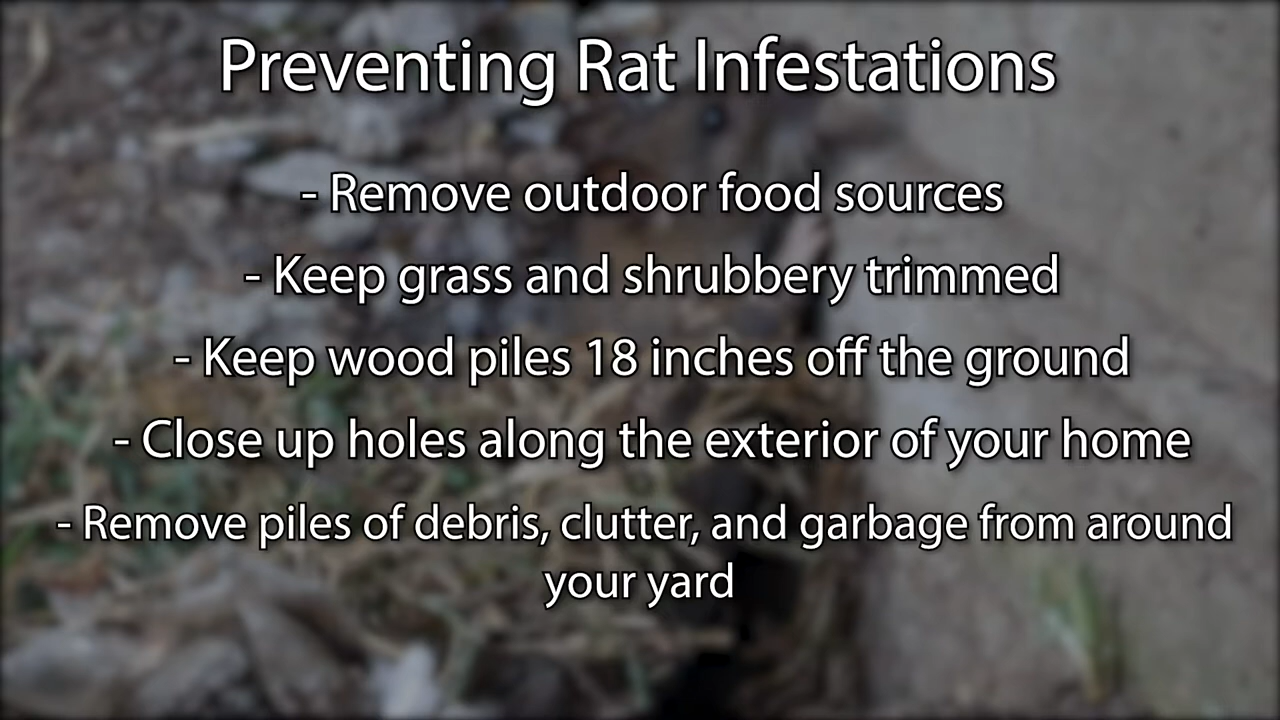 Preventing Rat Infestations
- Remove outdoor food sources
- Keep grass and shrubbery trimmed
- Keep wood piles 18 inches off the ground
- Close up holes along the exterior of your home
- Remove piles of debris, clutter, and garbage from around
your yard